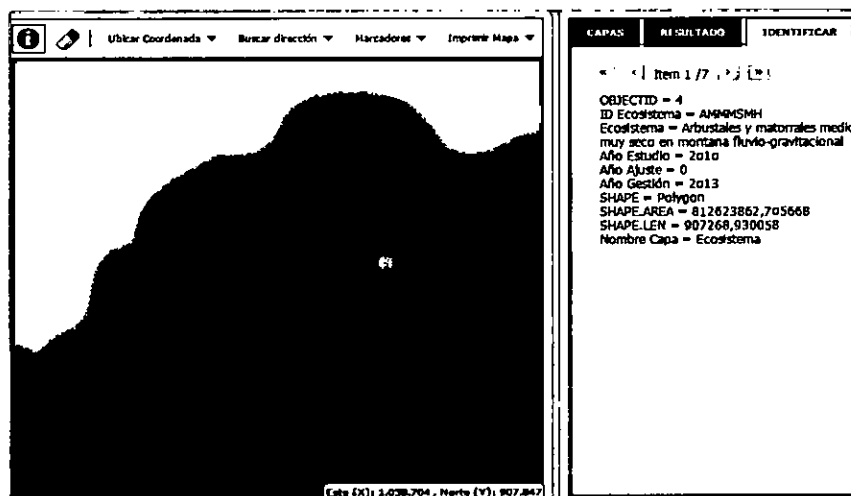 Ubicar Coordenada ▼ Buscar dirección ▼ Marcadores ▼ Imprimir Mapa ▼
CAPAS RESULTADO IDENTIFICAR
Item 1 /7
OBJECTID = 4
ID Ecosistema = AMMMSMH
Ecosistema = Arbustales y matorrales medio
muy seco en montana fluvio-gravitacional
Año Estudio = 2010
Año Ajuste = 0
Año Gestión = 2013
SHAPE = Polygon
SHAPE.AREA = 812623862,705668
SHAPE.LEN = 907268,930058
Nombre Capa = Ecosistema
Este (X): 1.058.704 , Norte (Y): 907.847